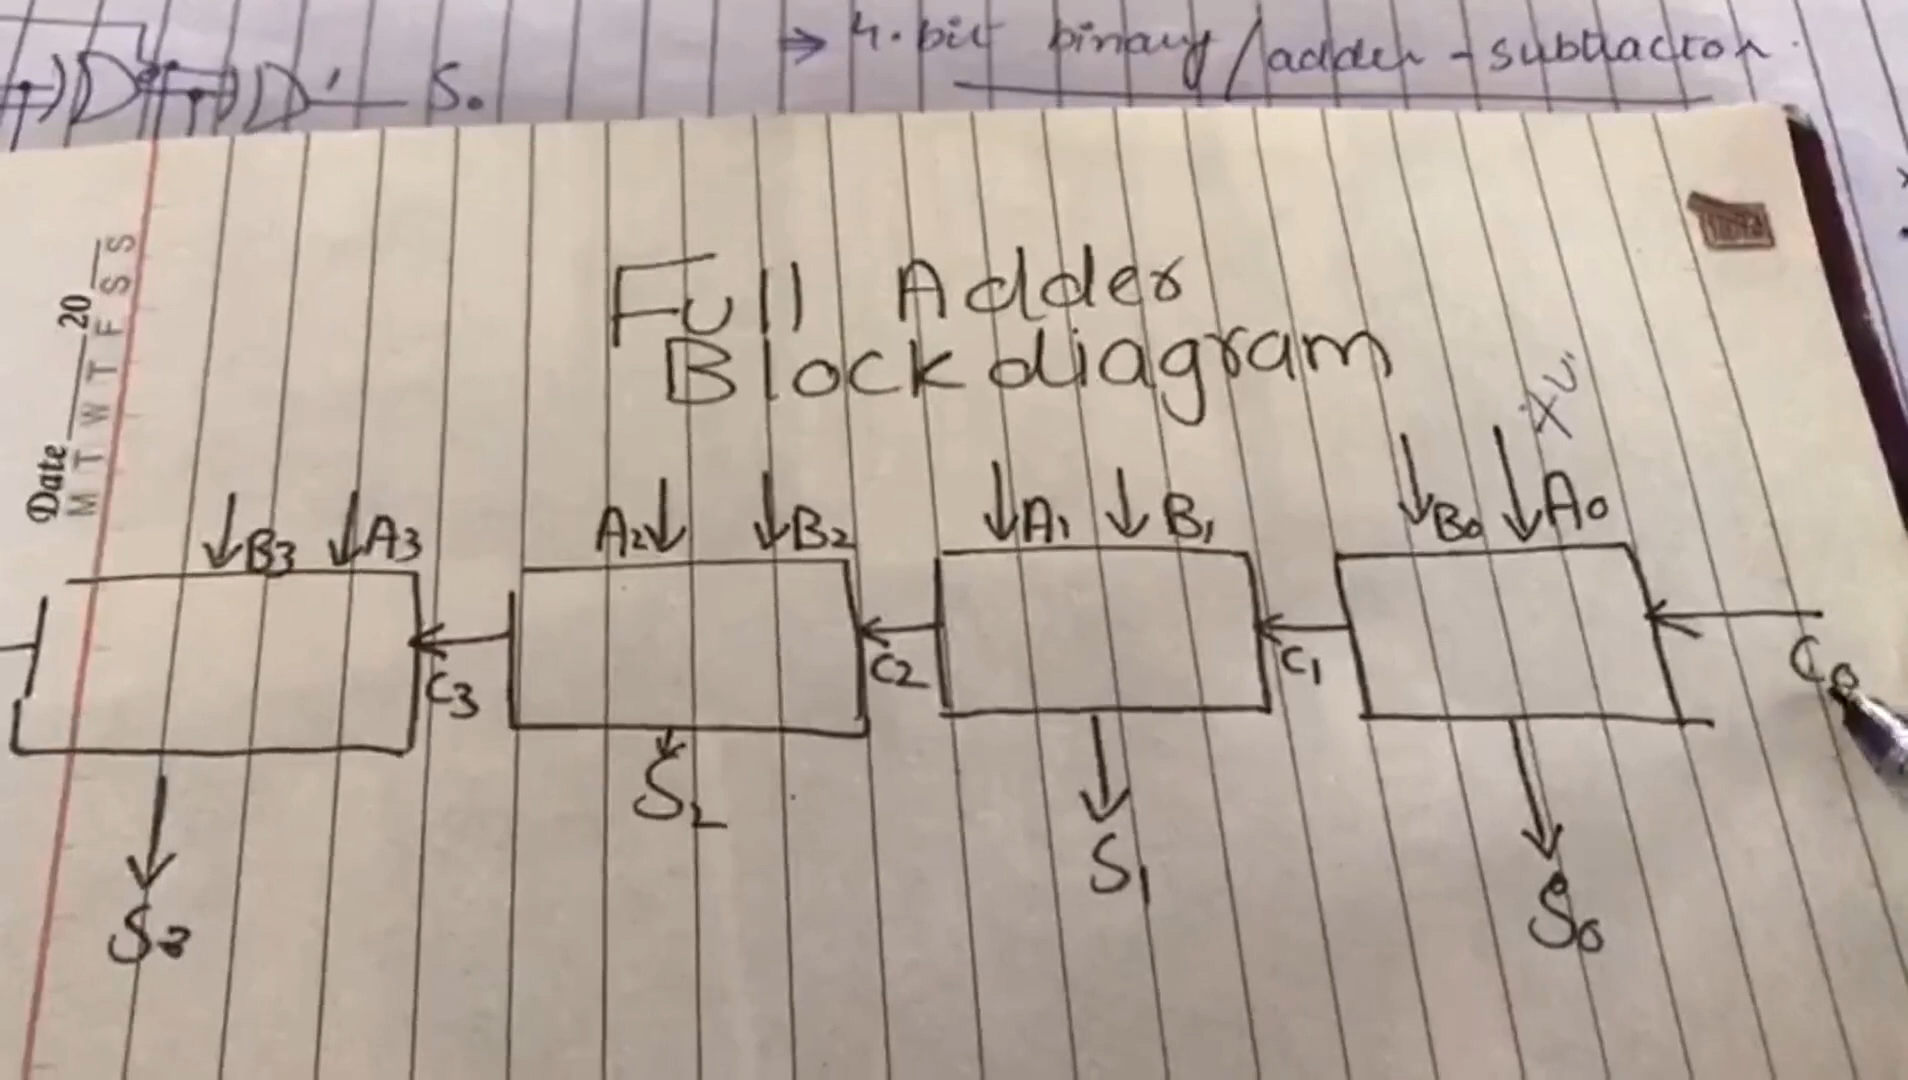 S₀
⇒ 4-bit binary/adder-subtractor
Date 20
M T W T F S S
Full Adder
Block diagram
B3 A3 A2 B2 A1 B1 B0 A0
C3 C2 C1 C0
S3 S2 S1 S0